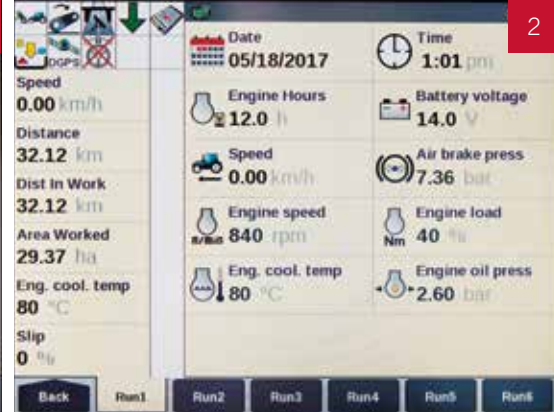 2
DGPS
Speed
0.00 km/h
Distance
32.12 km
Dist In Work
32.12 km
Area Worked
29.37 ha
Eng. cool. temp
80 °C
Slip
0 %
Date
05/18/2017
Time
1:01 pm
Engine Hours
12.0 h
Battery voltage
14.0 V
Speed
0.00 km/h
Air brake press
7.36 bar
Engine speed
840 rpm
Engine load
Nm 40 %
Eng. cool. temp
80 °C
Engine oil press
2.60 bar
Back Run1 Run2 Run3 Run4 Run5 Run6